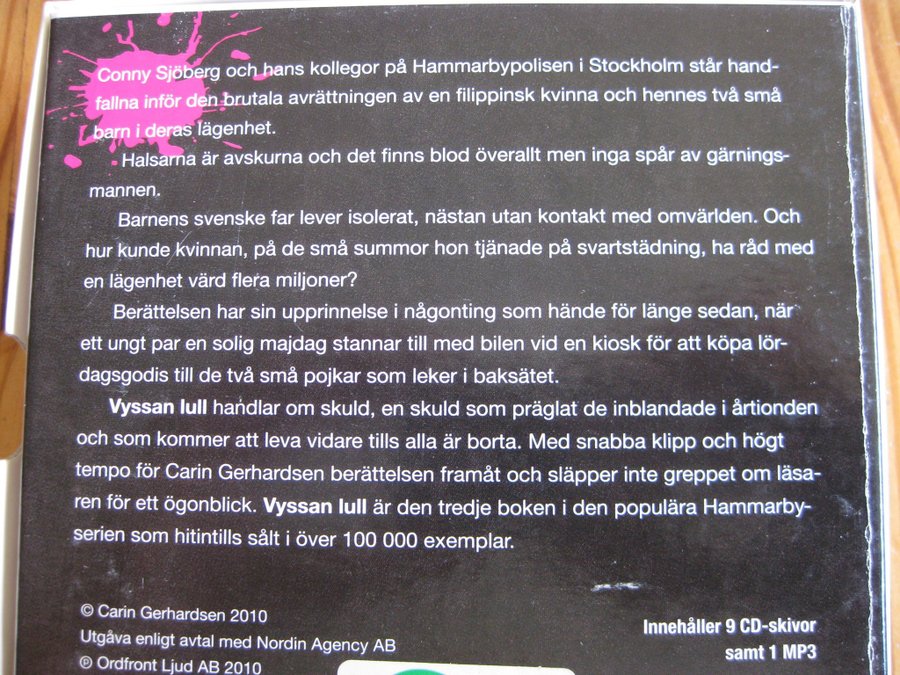 Conny Sjöberg och hans kollegor på Hammarbypolisen i Stockholm står hand-
fallna inför den brutala avrättningen av en filippinsk kvinna och hennes två små
barn i deras lägenhet.
Halsarna är avskurna och det finns blod överallt men inga spår av gärnings-
mannen.
Barnens svenske far lever isolerat, nästan utan kontakt med omvärlden. Och
hur kunde kvinnan, på de små summor hon tjänade på svartstädning, ha råd med
en lägenhet värd flera miljoner?
Berättelsen har sin upprinnelse i någonting som hände för länge sedan, när
ett ungt par en solig majdag stannar till med bilen vid en kiosk för att köpa lör-
dagsgodis till de två små pojkar som leker i baksätet.
Vyssan lull handlar om skuld, en skuld som präglat de inblandade i årtionden
och som kommer att leva vidare tills alla är borta. Med snabba klipp och högt
tempo för Carin Gerhardsen berättelsen framåt och släpper inte greppet om läsa-
ren för ett ögonblick. Vyssan lull är den tredje boken i den populära Hammarby-
serien som hitintills sålt i över 100 000 exemplar.
© Carin Gerhardsen 2010
Utgåva enligt avtal med Nordin Agency AB
℗ Ordfront Ljud AB 2010
Innehåller 9 CD-skivor
samt 1 MP3